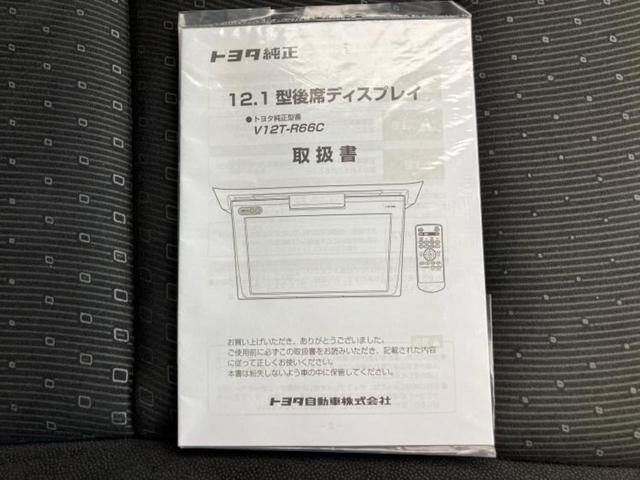 トヨタ純正
12.1型後席ディスプレイ
●トヨタ純正型番
V12T-R66C
取扱書
お買い上げいただき、ありがとうございました。
ご使用前に必ずこの取扱書をお読みいただき、記載された内容
に従って正しくお使いください。
本書は紛失しないよう車の中に保管してください。
トヨタ自動車株式会社